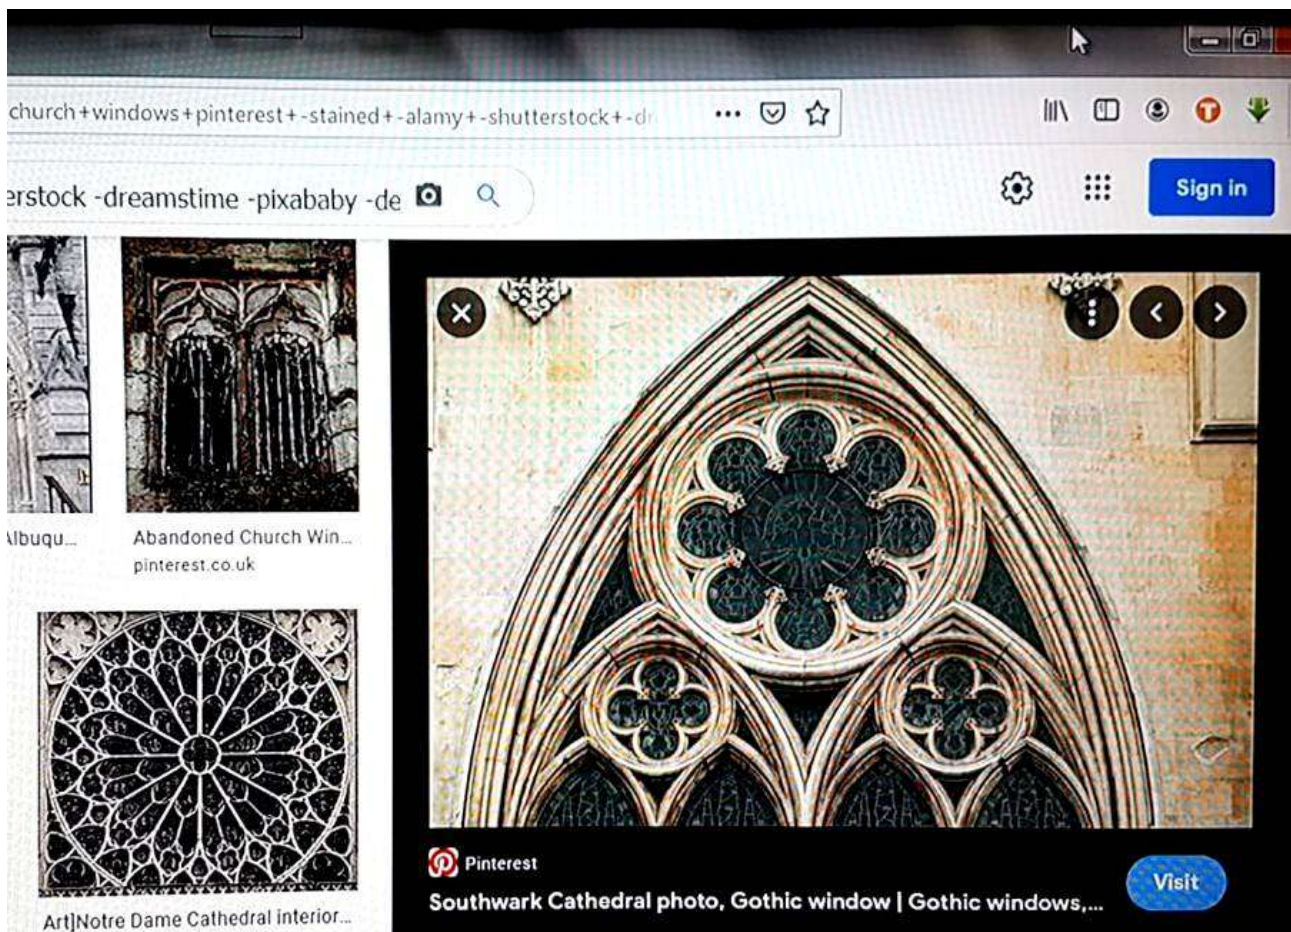 church+windows+pinterest+-stained+-alamy+-shutterstock+-dr
erstock -dreamstime -pixababy -de
Sign in
Albuqu...
Abandoned Church Win...
pinterest.co.uk
Art]Notre Dame Cathedral interior...
Pinterest
Southwark Cathedral photo, Gothic window | Gothic windows,...
Visit